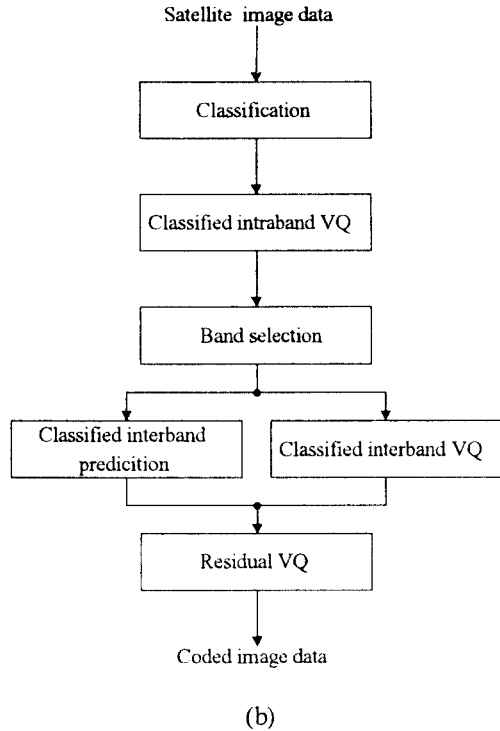 Satellite image data
Classification
Classified intraband VQ
Band selection
Classified interband
predicition
Classified interband VQ
Residual VQ
Coded image data
(b)